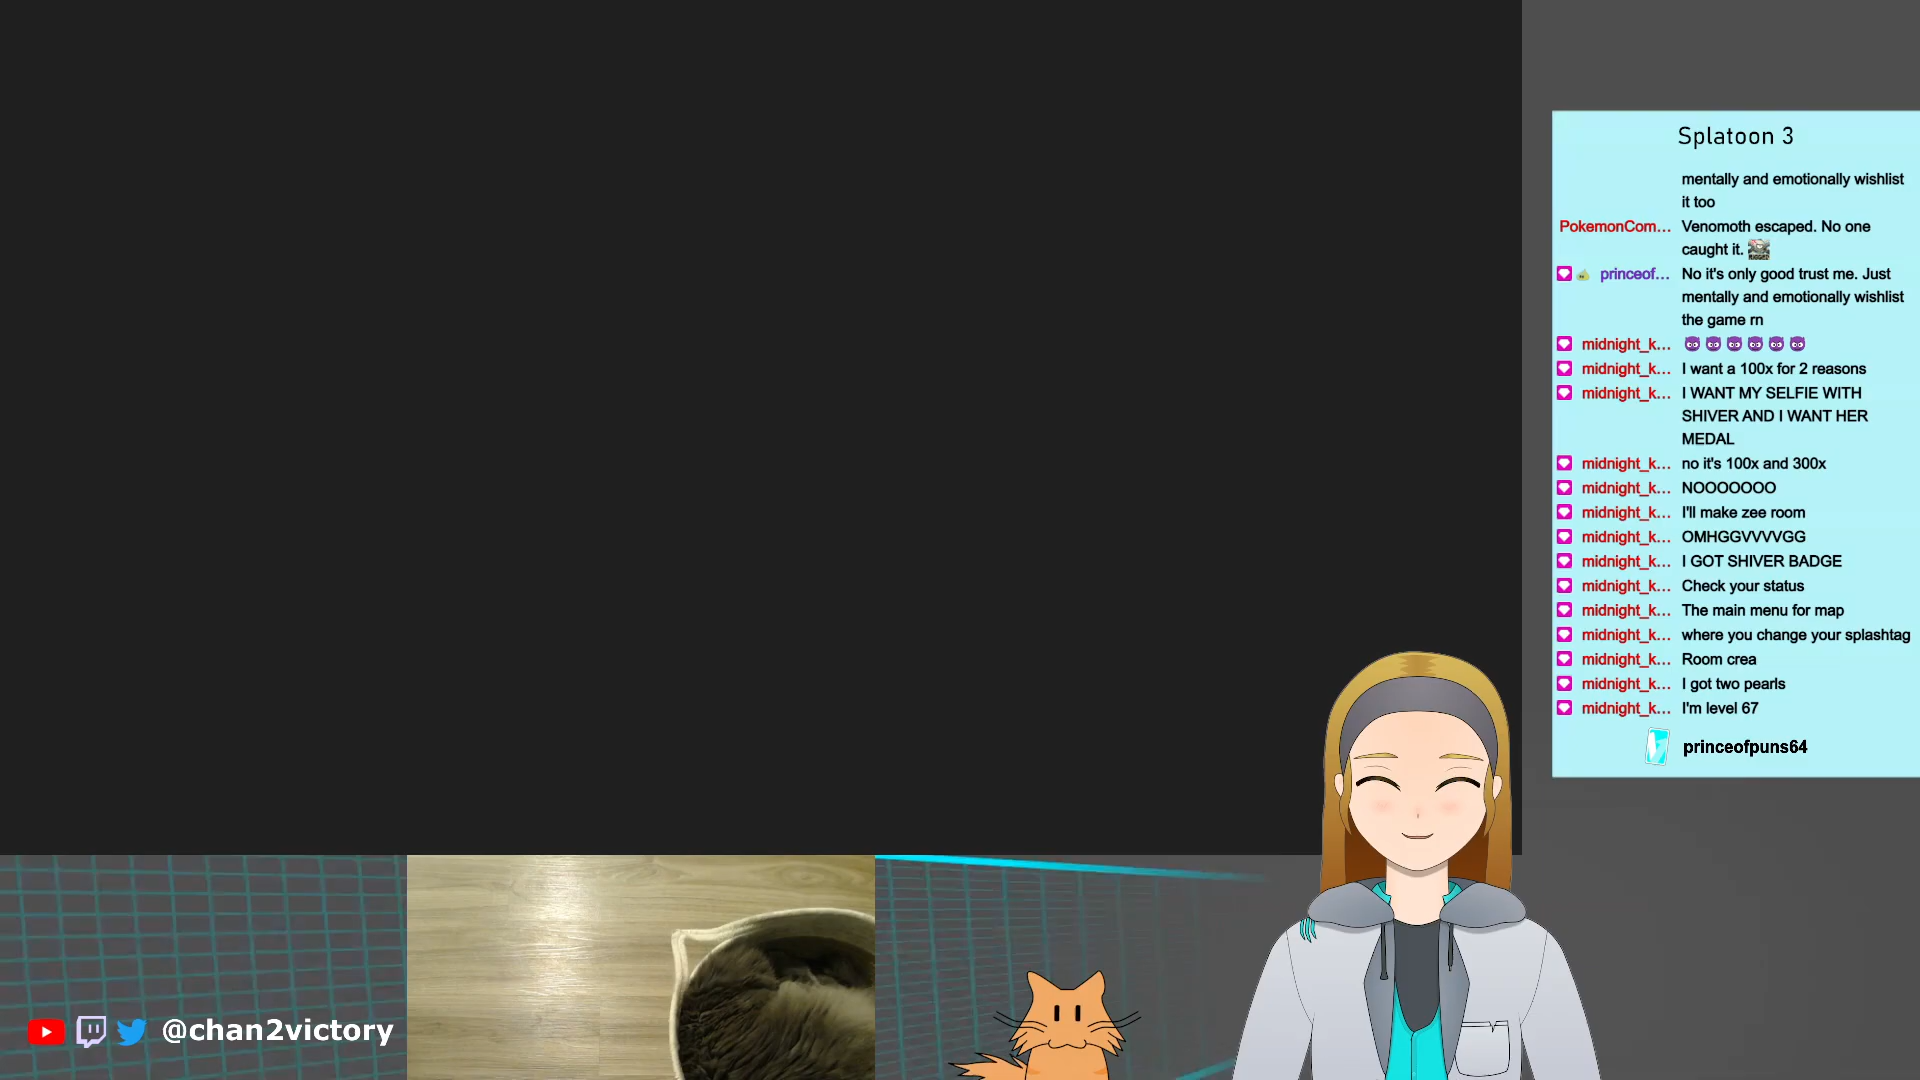 Splatoon 3
mentally and emotionally wishlist
it too
PokemonCom... Venomoth escaped. No one
caught it.
princeof... No it's only good trust me. Just
mentally and emotionally wishlist
the game rn
midnight_k...
midnight_k... I want a 100x for 2 reasons
midnight_k... I WANT MY SELFIE WITH
SHIVER AND I WANT HER
MEDAL
midnight_k... no it's 100x and 300x
midnight_k... NOOOOOOO
midnight_k... I'll make zee room
midnight_k... OMHGGVVVVGG
midnight_k... I GOT SHIVER BADGE
midnight_k... Check your status
midnight_k... The main menu for map
midnight_k... where you change your splashtag
midnight_k... Room crea
midnight_k... I got two pearls
midnight_k... I'm level 67
princeofpuns64
@chan2victory